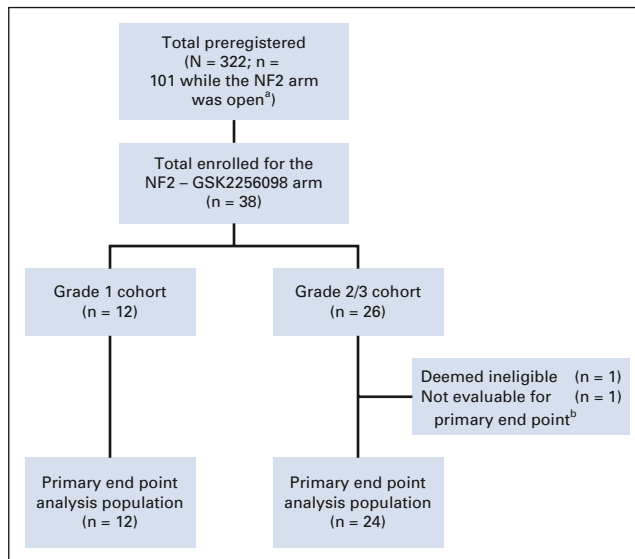 Total preregistered
(N = 322; n =
101 while the NF2 arm
was openᵃ)
Total enrolled for the
NF2 – GSK2256098 arm
(n = 38)
Grade 1 cohort
(n = 12)
Grade 2/3 cohort
(n = 26)
Deemed ineligible (n = 1)
Not evaluable for (n = 1)
primary end pointᵇ
Primary end point
analysis population
(n = 12)
Primary end point
analysis population
(n = 24)